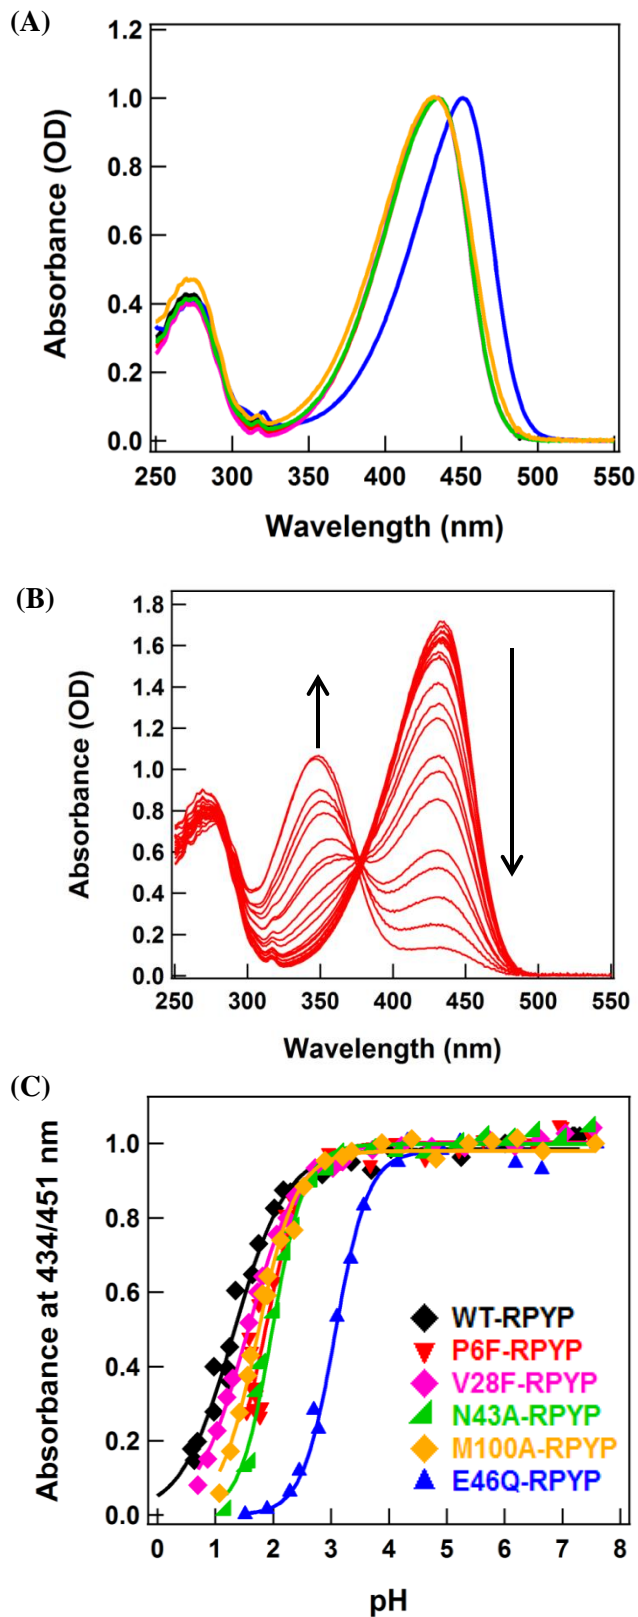 (A)
1.2
1.0
0.8
0.6
0.4
0.2
0.0
Absorbance (OD)
250 300 350 400 450 500 550
Wavelength (nm)
(B)
1.8
1.6
1.4
1.2
1.0
0.8
0.6
0.4
0.2
0.0
Absorbance (OD)
250 300 350 400 450 500 550
Wavelength (nm)
(C)
1.0
0.8
0.6
0.4
0.2
0.0
Absorbance at 434/451 nm
WT-RPYP
P6F-RPYP
V28F-RPYP
N43A-RPYP
M100A-RPYP
E46Q-RPYP
0 1 2 3 4 5 6 7 8
pH